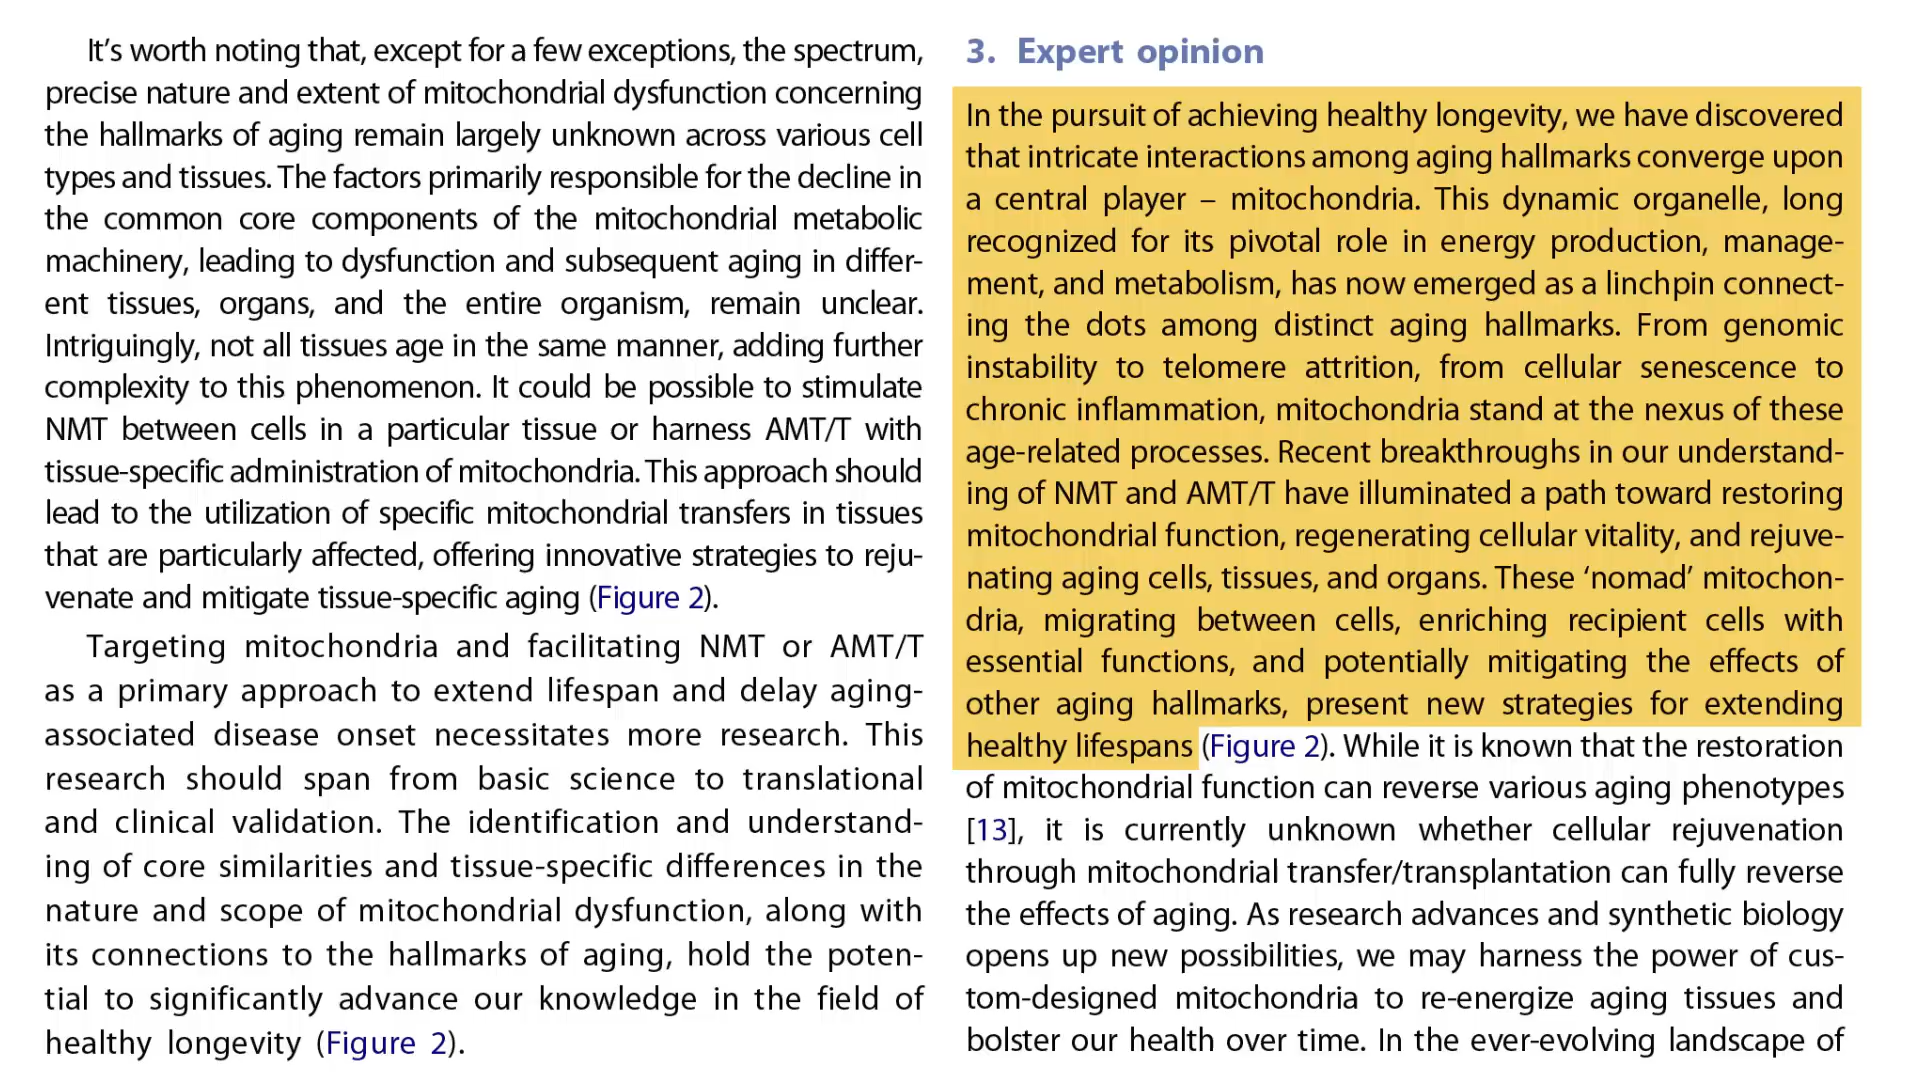 It's worth noting that, except for a few exceptions, the spectrum,
precise nature and extent of mitochondrial dysfunction concerning
the hallmarks of aging remain largely unknown across various cell
types and tissues. The factors primarily responsible for the decline in
the common core components of the mitochondrial metabolic
machinery, leading to dysfunction and subsequent aging in differ-
ent tissues, organs, and the entire organism, remain unclear.
Intriguingly, not all tissues age in the same manner, adding further
complexity to this phenomenon. It could be possible to stimulate
NMT between cells in a particular tissue or harness AMT/T with
tissue-specific administration of mitochondria. This approach should
lead to the utilization of specific mitochondrial transfers in tissues
that are particularly affected, offering innovative strategies to reju-
venate and mitigate tissue-specific aging (Figure 2).
Targeting mitochondria and facilitating NMT or AMT/T
as a primary approach to extend lifespan and delay aging-
associated disease onset necessitates more research. This
research should span from basic science to translational
and clinical validation. The identification and understand-
ing of core similarities and tissue-specific differences in the
nature and scope of mitochondrial dysfunction, along with
its connections to the hallmarks of aging, hold the poten-
tial to significantly advance our knowledge in the field of
healthy longevity (Figure 2).
3. Expert opinion
In the pursuit of achieving healthy longevity, we have discovered
that intricate interactions among aging hallmarks converge upon
a central player – mitochondria. This dynamic organelle, long
recognized for its pivotal role in energy production, manage-
ment, and metabolism, has now emerged as a linchpin connect-
ing the dots among distinct aging hallmarks. From genomic
instability to telomere attrition, from cellular senescence to
chronic inflammation, mitochondria stand at the nexus of these
age-related processes. Recent breakthroughs in our understand-
ing of NMT and AMT/T have illuminated a path toward restoring
mitochondrial function, regenerating cellular vitality, and rejuve-
nating aging cells, tissues, and organs. These ‘nomad’ mitochon-
dria, migrating between cells, enriching recipient cells with
essential functions, and potentially mitigating the effects of
other aging hallmarks, present new strategies for extending
healthy lifespans (Figure 2). While it is known that the restoration
of mitochondrial function can reverse various aging phenotypes
[13], it is currently unknown whether cellular rejuvenation
through mitochondrial transfer/transplantation can fully reverse
the effects of aging. As research advances and synthetic biology
opens up new possibilities, we may harness the power of cus-
tom-designed mitochondria to re-energize aging tissues and
bolster our health over time. In the ever-evolving landscape of